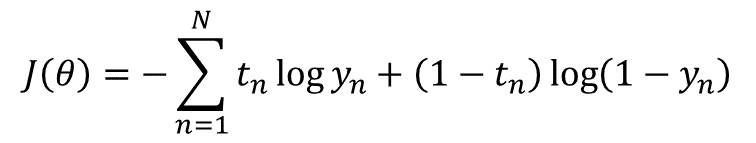 J(θ) = − ∑_{n=1}^{N} t_n log y_n + (1 − t_n) log(1 − y_n)